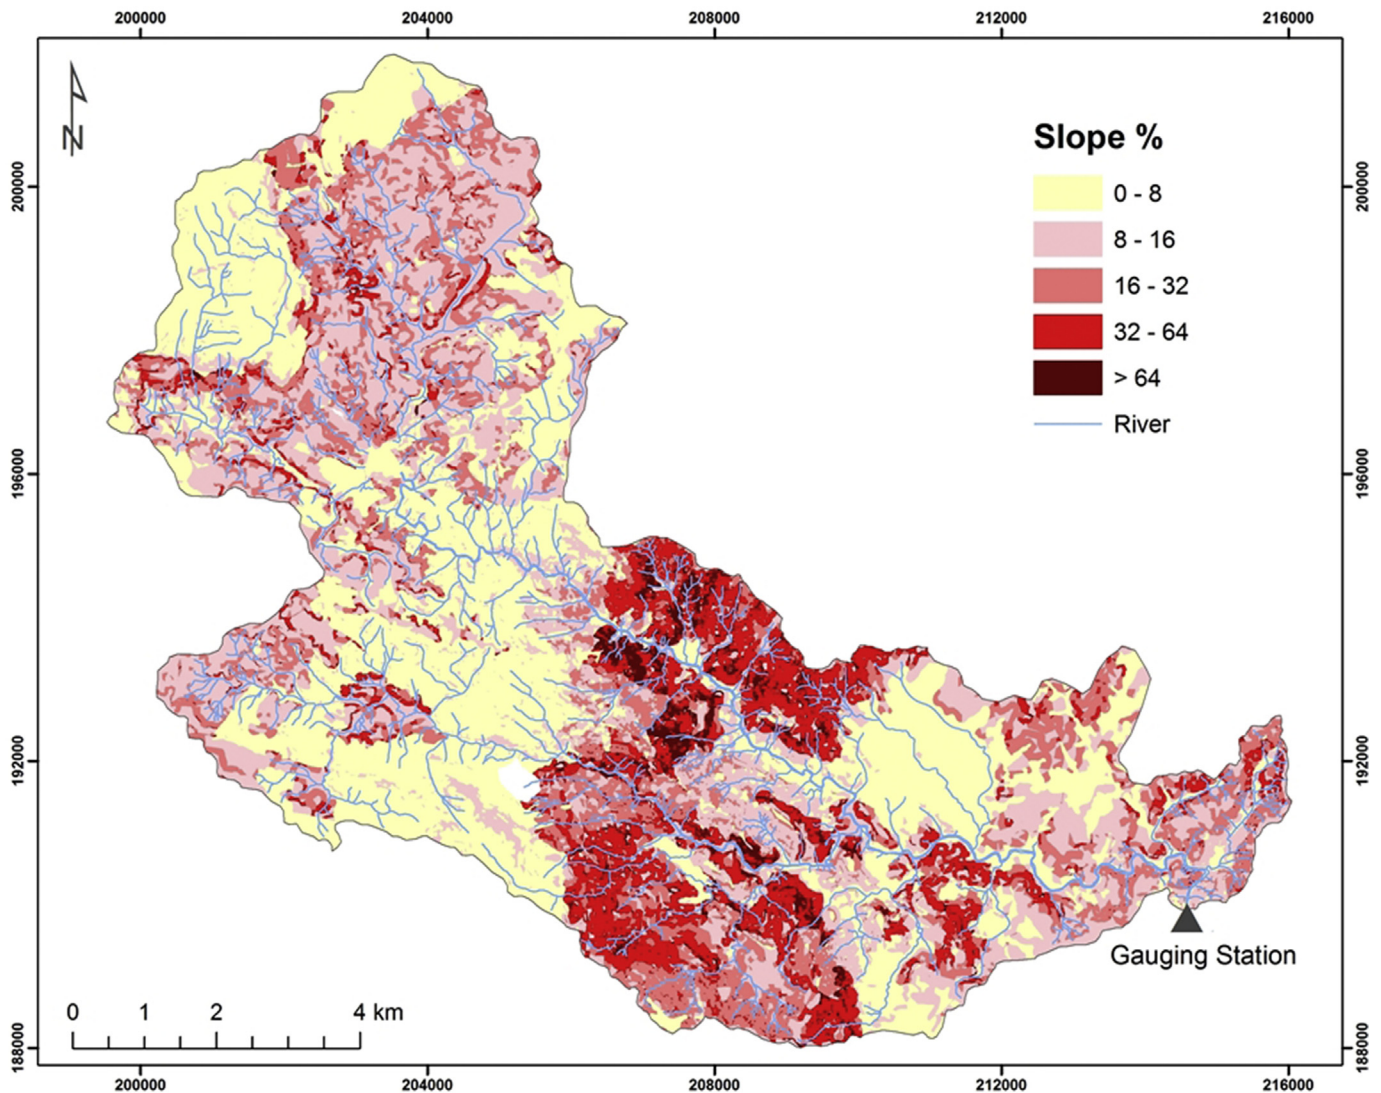 200000 204000 208000 212000 216000
N
Slope %
0 - 8
8 - 16
16 - 32
32 - 64
> 64
River
200000 200000
196000 196000
192000 192000
188000 188000
Gauging Station
0 1 2 4 km
200000 204000 208000 212000 216000